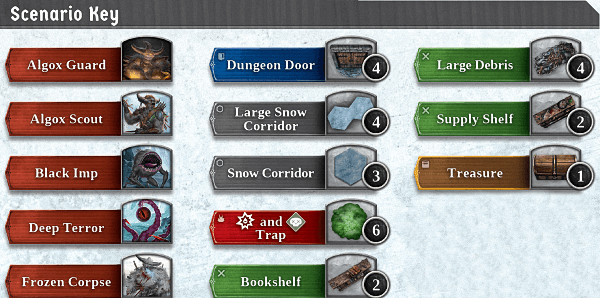 Scenario Key
Algox Guard
Algox Scout
Black Imp
Deep Terror
Frozen Corpse
Dungeon Door
4
Large Snow
Corridor
4
Snow Corridor
3
and
Trap
6
Bookshelf
2
Large Debris
4
Supply Shelf
2
Treasure
1